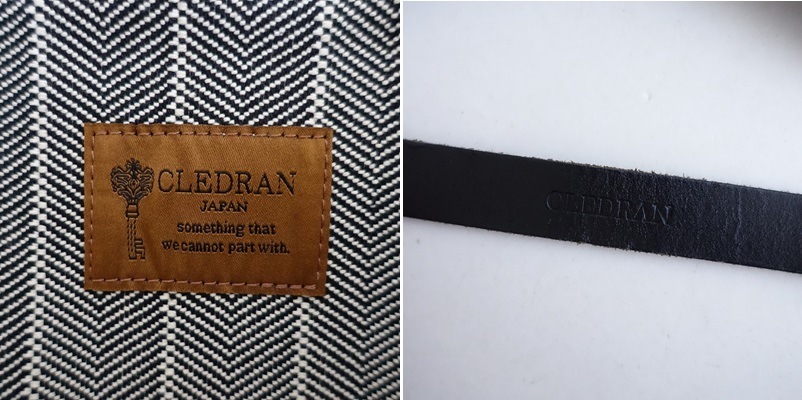 CLEDRAN
JAPAN
something that
we cannot part with.
CLEDRAN